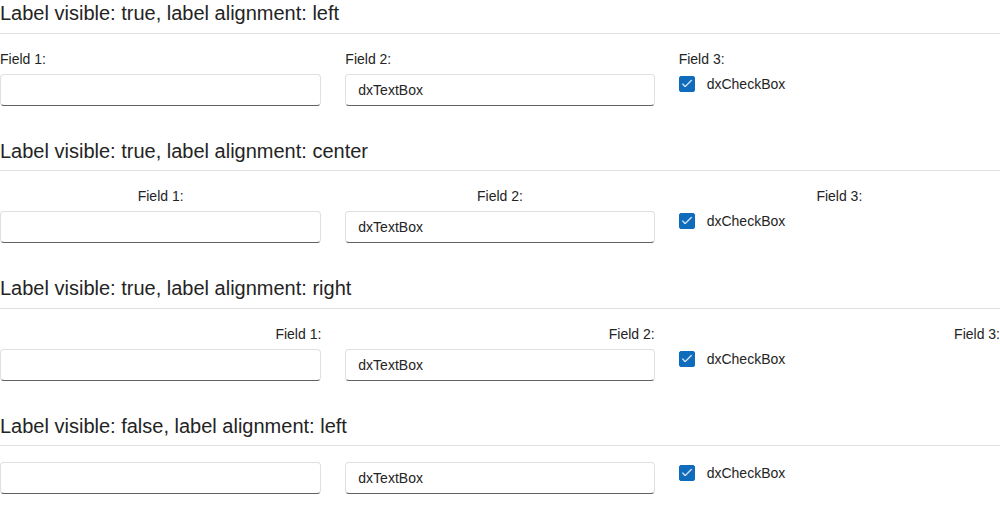 Label visible: true, label alignment: left
Field 1: Field 2: Field 3:
dxTextBox dxCheckBox
Label visible: true, label alignment: center
Field 1: Field 2: Field 3:
dxTextBox dxCheckBox
Label visible: true, label alignment: right
Field 1: Field 2: Field 3:
dxTextBox dxCheckBox
Label visible: false, label alignment: left
dxTextBox dxCheckBox